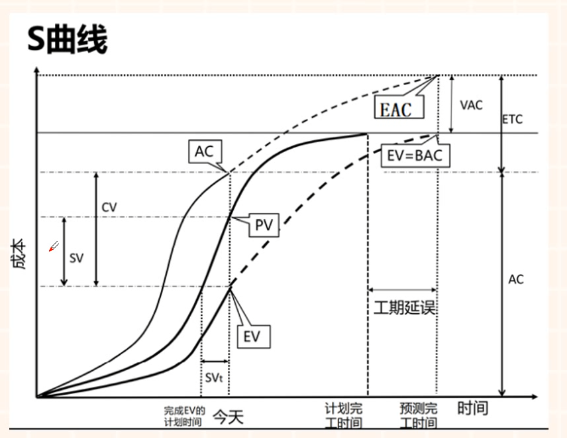 S曲线
EAC
VAC
ETC
AC
EV=BAC
CV
PV
SV
成本
AC
工期延误
EV
SVt
完成EV的
计划时间
今天
计划完
工时间
预测完
工时间
时间